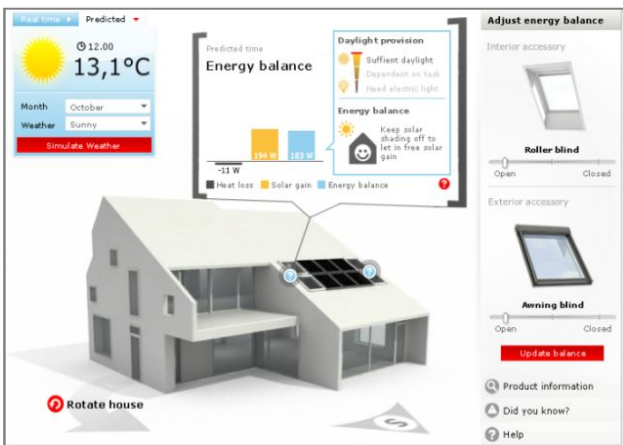 Real time
Predicted
12.00
13,1°C
Month
October
Weather
Sunny
Simulate Weather
Predicted time
Energy balance
194 W
183 W
-11 W
Heat loss
Solar gain
Energy balance
?
Daylight provision
Suffient daylight
Dependent on task
Need electric light
Energy balance
Keep solar
shading off to
let in free solar
gain
?
?
Rotate house
S
Adjust energy balance
Interior accessory
Roller blind
Open
Closed
Exterior accessory
Awning blind
Open
Closed
Update balance
Product information
Did you know?
? Help